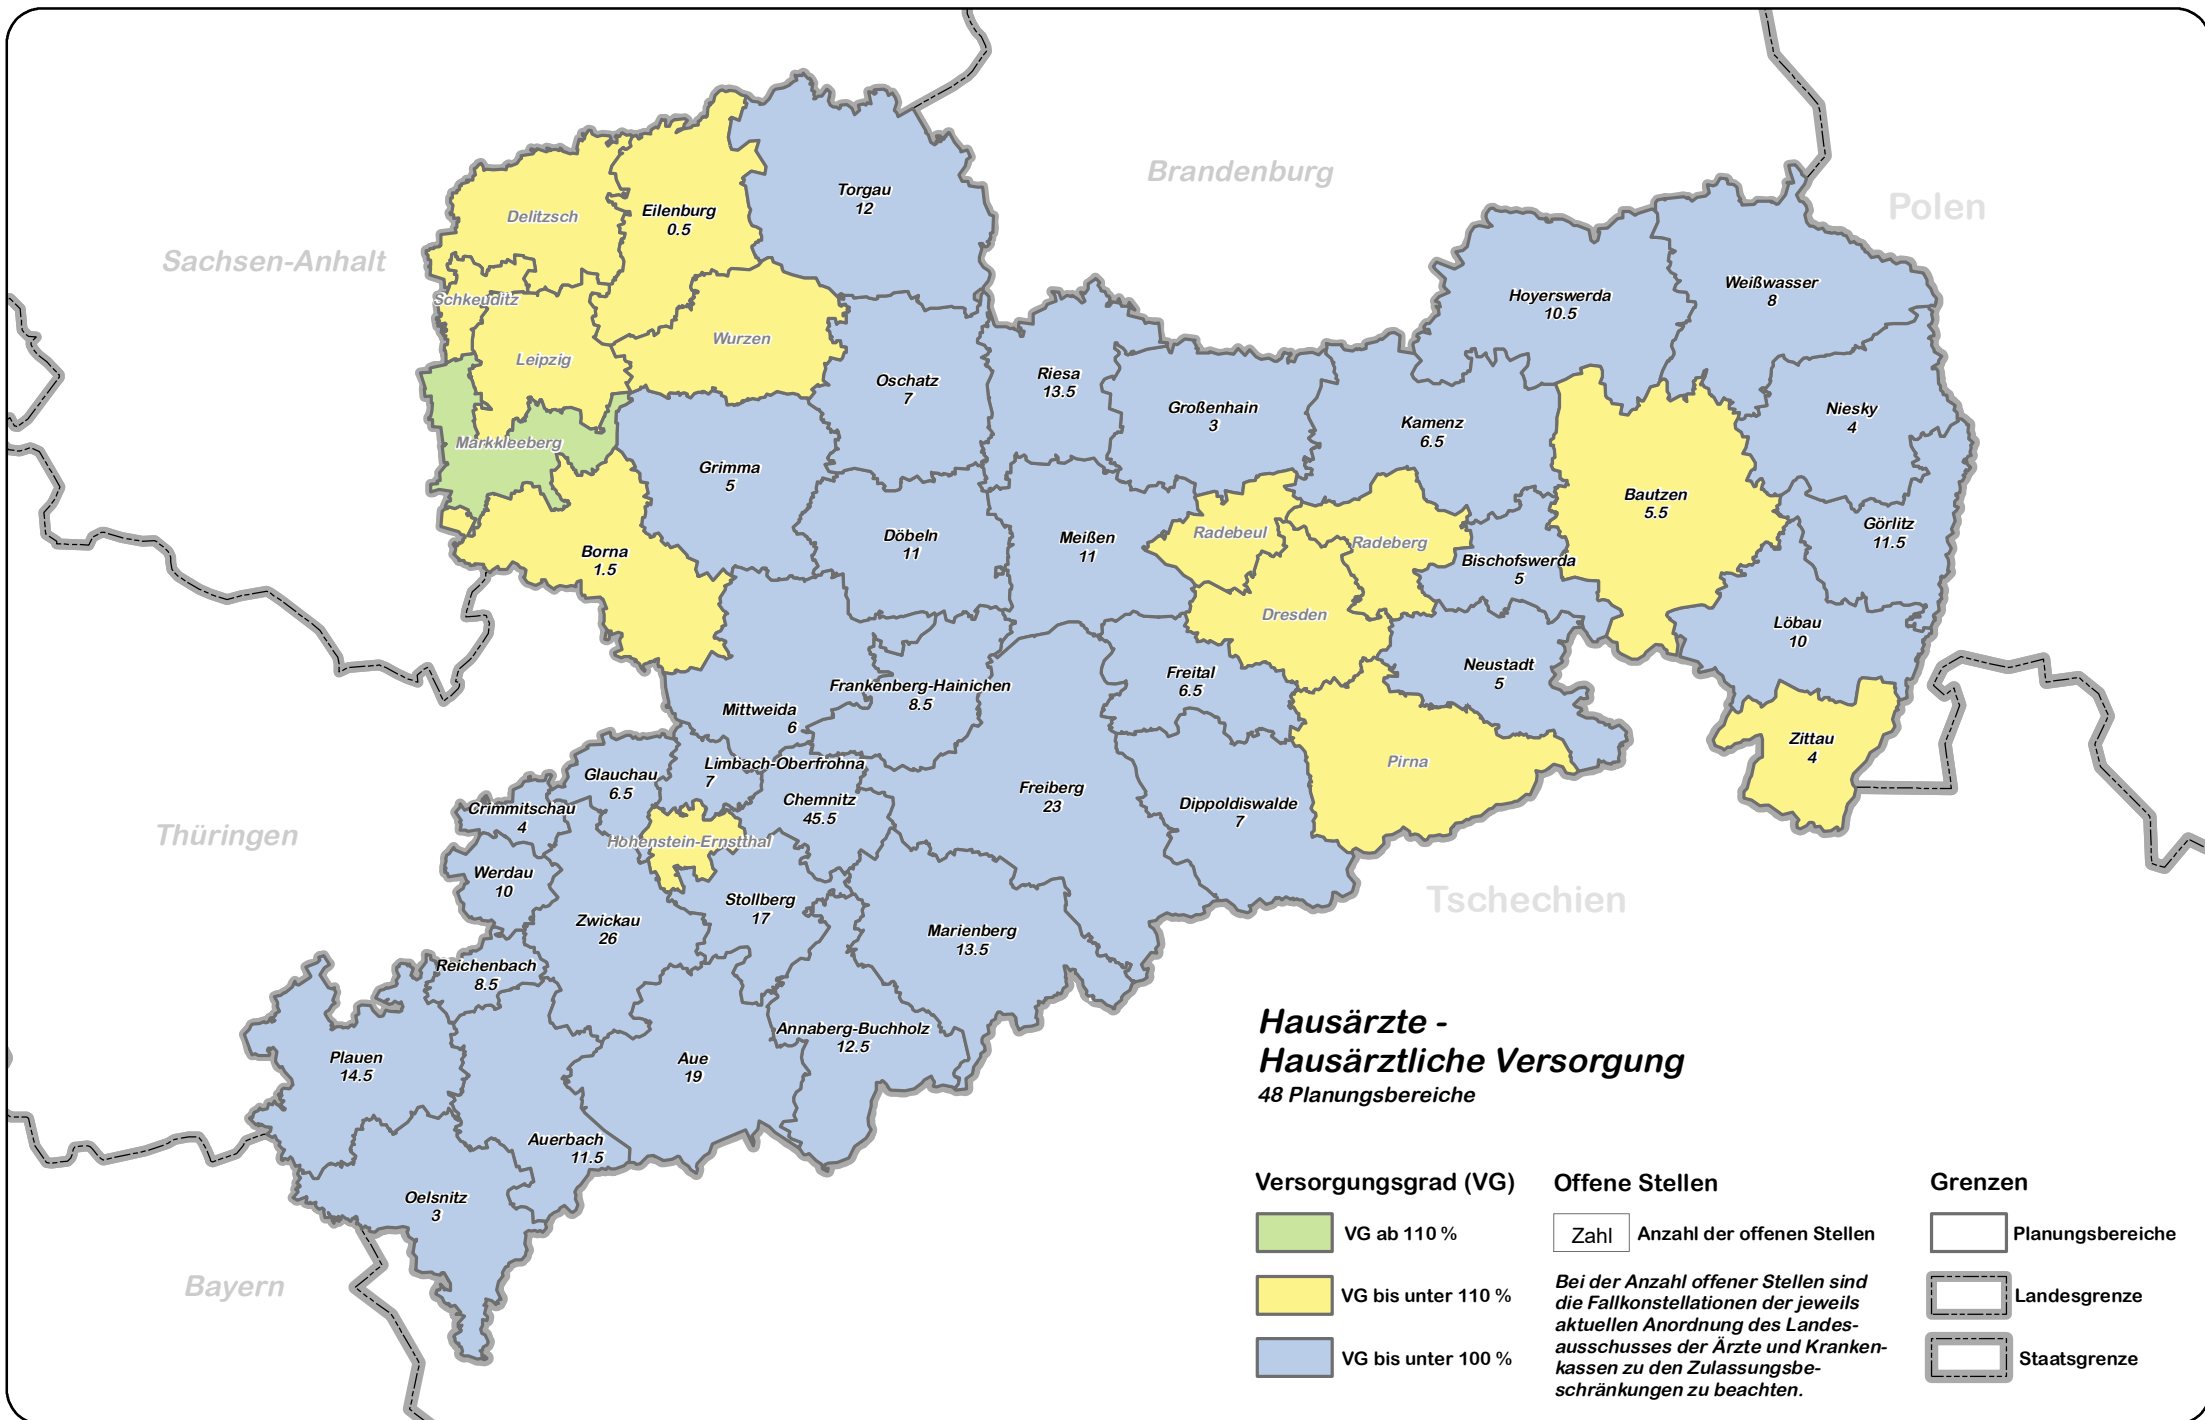 Brandenburg
Polen
Sachsen-Anhalt
Thüringen
Bayern
Tschechien
Torgau
12
Delitzsch
Eilenburg
0.5
Schkeuditz
Leipzig
Wurzen
Markkleeberg
Borna
1.5
Grimma
5
Oschatz
7
Riesa
13.5
Großenhain
3
Kamenz
6.5
Hoyerswerda
10.5
Weißwasser
8
Niesky
4
Bautzen
5.5
Görlitz
11.5
Löbau
10
Zittau
4
Döbeln
11
Meißen
11
Radebeul
Radeberg
Bischofswerda
5
Dresden
Neustadt
5
Freital
6.5
Pirna
Dippoldiswalde
7
Frankenberg-Hainichen
8.5
Mittweida
6
Freiberg
23
Glauchau
6.5
Limbach-Oberfrohna
7
Chemnitz
45.5
Crimmitschau
4
Hohenstein-Ernstthal
Werdau
10
Stollberg
17
Zwickau
26
Marienberg
13.5
Reichenbach
8.5
Annaberg-Buchholz
12.5
Plauen
14.5
Aue
19
Auerbach
11.5
Oelsnitz
3
Hausärzte -
Hausärztliche Versorgung
48 Planungsbereiche
Versorgungsgrad (VG)
VG ab 110 %
VG bis unter 110 %
VG bis unter 100 %
Offene Stellen
Zahl
Anzahl der offenen Stellen
Bei der Anzahl offener Stellen sind
die Fallkonstellationen der jeweils
aktuellen Anordnung des Landes-
ausschusses der Ärzte und Kranken-
kassen zu den Zulassungsbe-
schränkungen zu beachten.
Grenzen
Planungsbereiche
Landesgrenze
Staatsgrenze